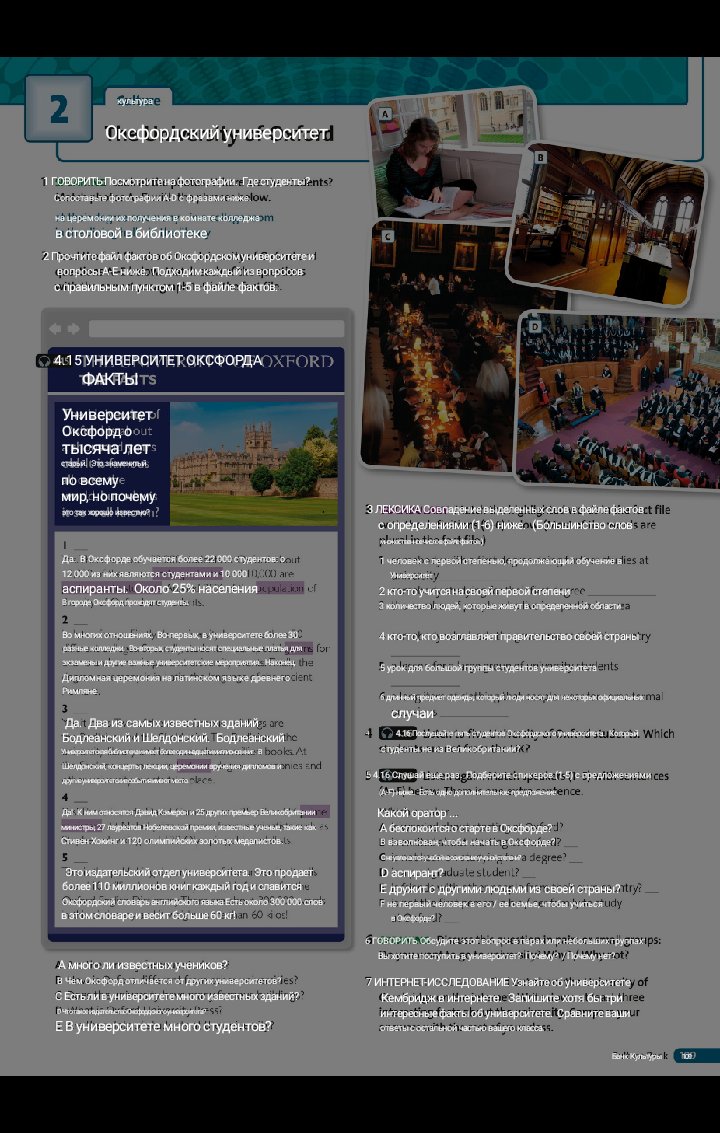 2
культура
Оксфордский университет
1 ГОВОРИТЬ Посмотрите на фотографии. Где студенты?
Сопоставьте фотографии A-D с фразами ниже.
на церемонии их получения в комнате колледжа
в столовой в библиотеке
2 Прочтите файл фактов об Оксфордском университете и
вопросы A-E ниже. Подходим каждый из вопросов
с правильным пунктом 1-5 в файле фактов.
A
B
C
D
4.15 УНИВЕРСИТЕТ ОКСФОРДА
ФАКТЫ
Университет
Оксфорд о
тысяча лет
старый. Это знаменитый
по всему
мир, но почему
это так хорошо известно?
1
Да. В Оксфорде обучается более 22 000 студентов: о
12 000 из них являются студентами и 10 000
аспиранты. Около 25% населения
В городе Оксфорд проходят студенты.
2
Во многих отношениях. Во-первых, в университете более 30
разные колледжи. Во-вторых, студенты носят специальные платья для
экзамены и другие важные университетские мероприятия. Наконец,
Дипломная церемония на латинском языке древнего
Римляне.
3
Да. Два из самых известных зданий
Бодлеанский и Шелдонский. Бодлеанский
Шелдонский, концерты, лекции, церемонии вручения дипломов и
другие университетские события имеют место.
4
Да! К ним относятся Дэвид Кэмерон и 25 других премьер Великобритании
министры, 27 лауреатов Нобелевской премии, известные ученые, такие как
Стивен Хокинг и 120 олимпийских золотых медалистов.
5
Это издательский отдел университета. Это продает
более 110 миллионов книг каждый год и славится
Оксфордский словарь английского языка Есть около 300 000 слов
в этом словаре и весит больше 60 кг!
A много ли известных учеников?
B Чем Оксфорд отличается от других университетов?
C Есть ли в университете много известных зданий?
D Что такое издательство Оксфордского университета?
E В университете много студентов?
3 ЛЕКСИКА Совпадение выделенных слов в файле фактов
с определениями (1-6) ниже. (Большинство слов
множественное в файле фактов.)
1 человек с первой степенью, продолжающий обучение в
Университет
2 кто-то учится на своей первой степени
3 количество людей, которые живут в определенной области
4 кто-то, кто возглавляет правительство своей страны
5 урок для большой группы студентов университета
6 длинный предмет одежды, который люди носят для некоторых официальных
случаи
4 4.16 Послушайте пять студентов Оксфордского университета. Который
студенты не из Великобритании?
5 4.16 Слушай еще раз. Подберите спикеров (1-5) с предложениями
(A-F) ниже. Есть одно дополнительное предложение.
Какой оратор ...
A беспокоится о старте в Оксфорде?
B взволнован, чтобы начать в Оксфорде?
D аспирант?
E дружит с другими людьми из своей страны?
F не первый человек в его / ее семье, чтобы учиться
в Оксфорде?
6 ГОВОРИТЬ Обсудите этот вопрос в парах или небольших группах
Вы хотите поступить в университет? Почему? / Почему нет?
7 ИНТЕРНЕТ-ИССЛЕДОВАНИЕ Узнайте об университете
Кембридж в интернете. Запишите хотя бы три
интересные факты об университете. Сравните ваши
ответы с остальной частью вашего класса.
Банк Культуры 109